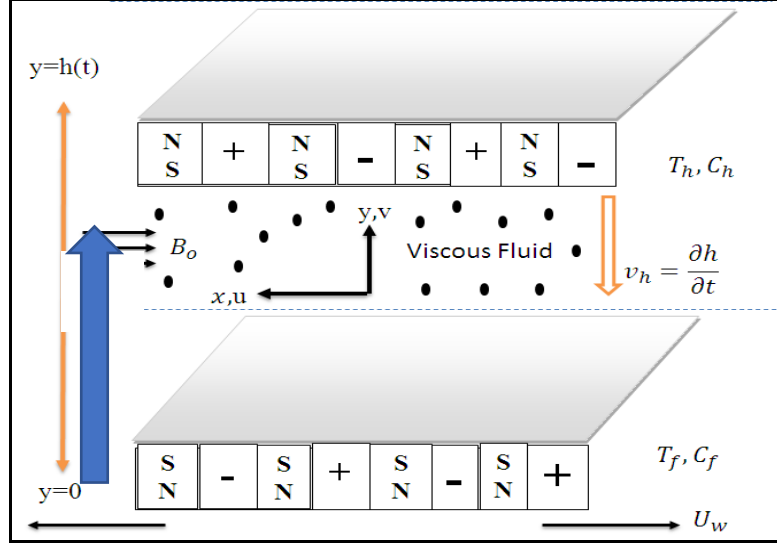 y=h(t)
N + N - N + N -
S S S S
T_h, C_h
y,v
B_o
Viscous Fluid
x,u
v_h = ∂h/∂t
S - S + S - S +
N N N N
T_f, C_f
y=0
U_w